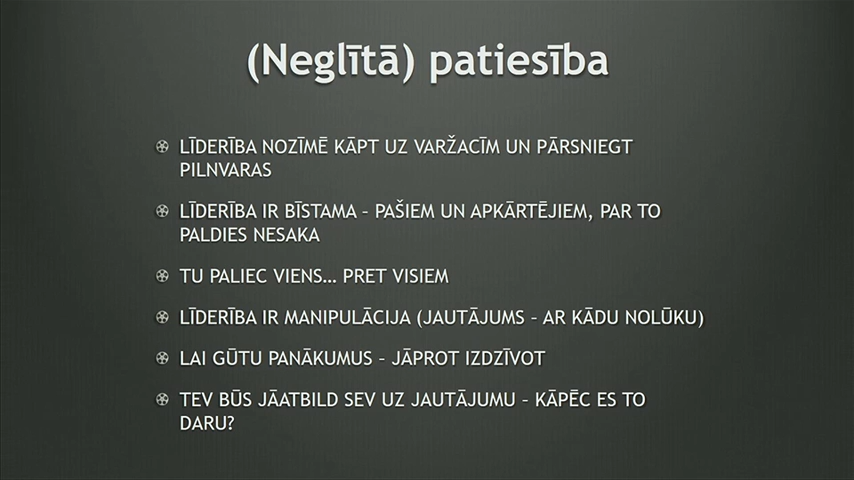 (Neglītā) patiesība
LĪDERĪBA NOZĪMĒ KĀPT UZ VARŽACĪM UN PĀRSNIEGT
PILNVARAS
LĪDERĪBA IR BĪSTAMA – PAŠIEM UN APKĀRTĒJIEM, PAR TO
PALDIES NESAKA
TU PALIEC VIENS... PRET VISIEM
LĪDERĪBA IR MANIPULĀCIJA (JAUTĀJUMS – AR KĀDU NOLŪKU)
LAI GŪTU PANĀKUMUS – JĀPROT IZDZĪVOT
TEV BŪS JĀATBILD SEV UZ JAUTĀJUMU – KĀPĒC ES TO
DARU?